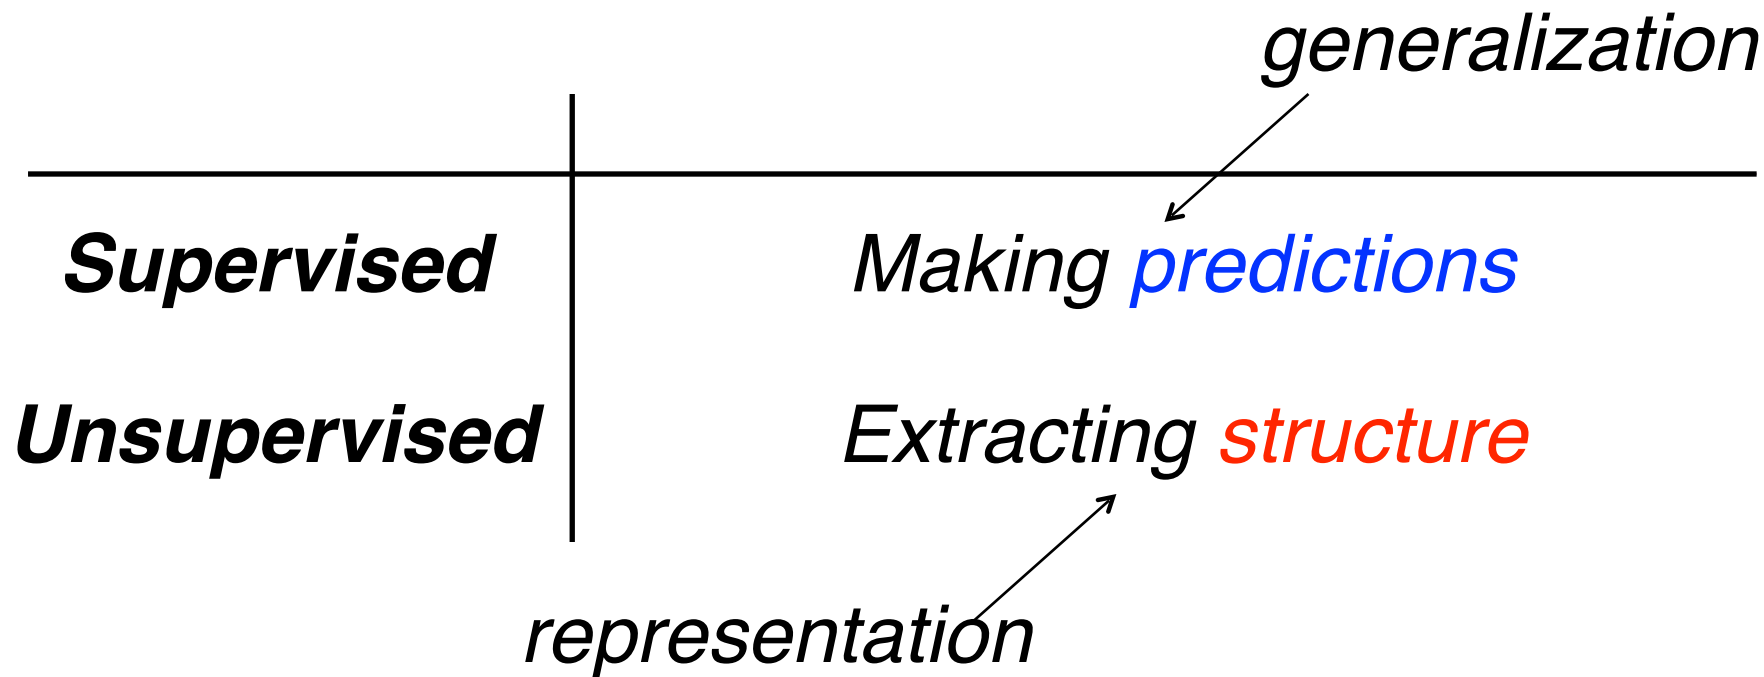 generalization
Supervised Making predictions
Unsupervised Extracting structure
representation